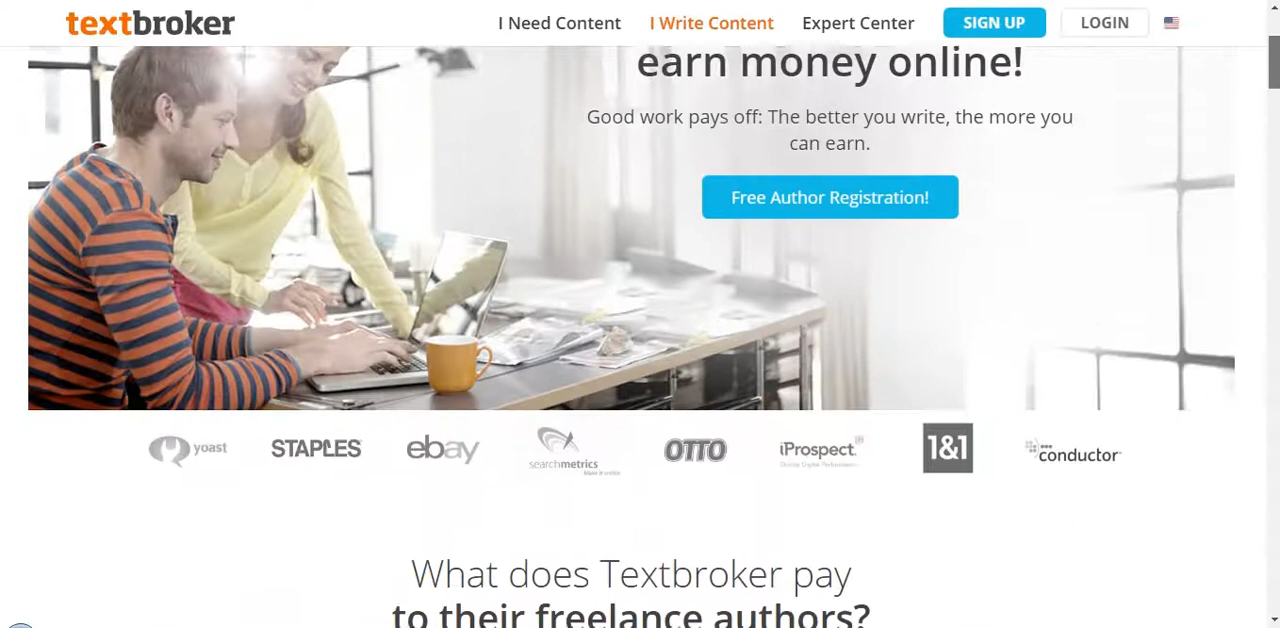 textbroker
I Need Content
I Write Content
Expert Center
SIGN UP
LOGIN
earn money online!
Good work pays off: The better you write, the more you
can earn.
Free Author Registration!
yoast
STAPLES
ebay
searchmetrics
OTTO
iProspect
1&1
conductor
What does Textbroker pay
to their freelance authors?